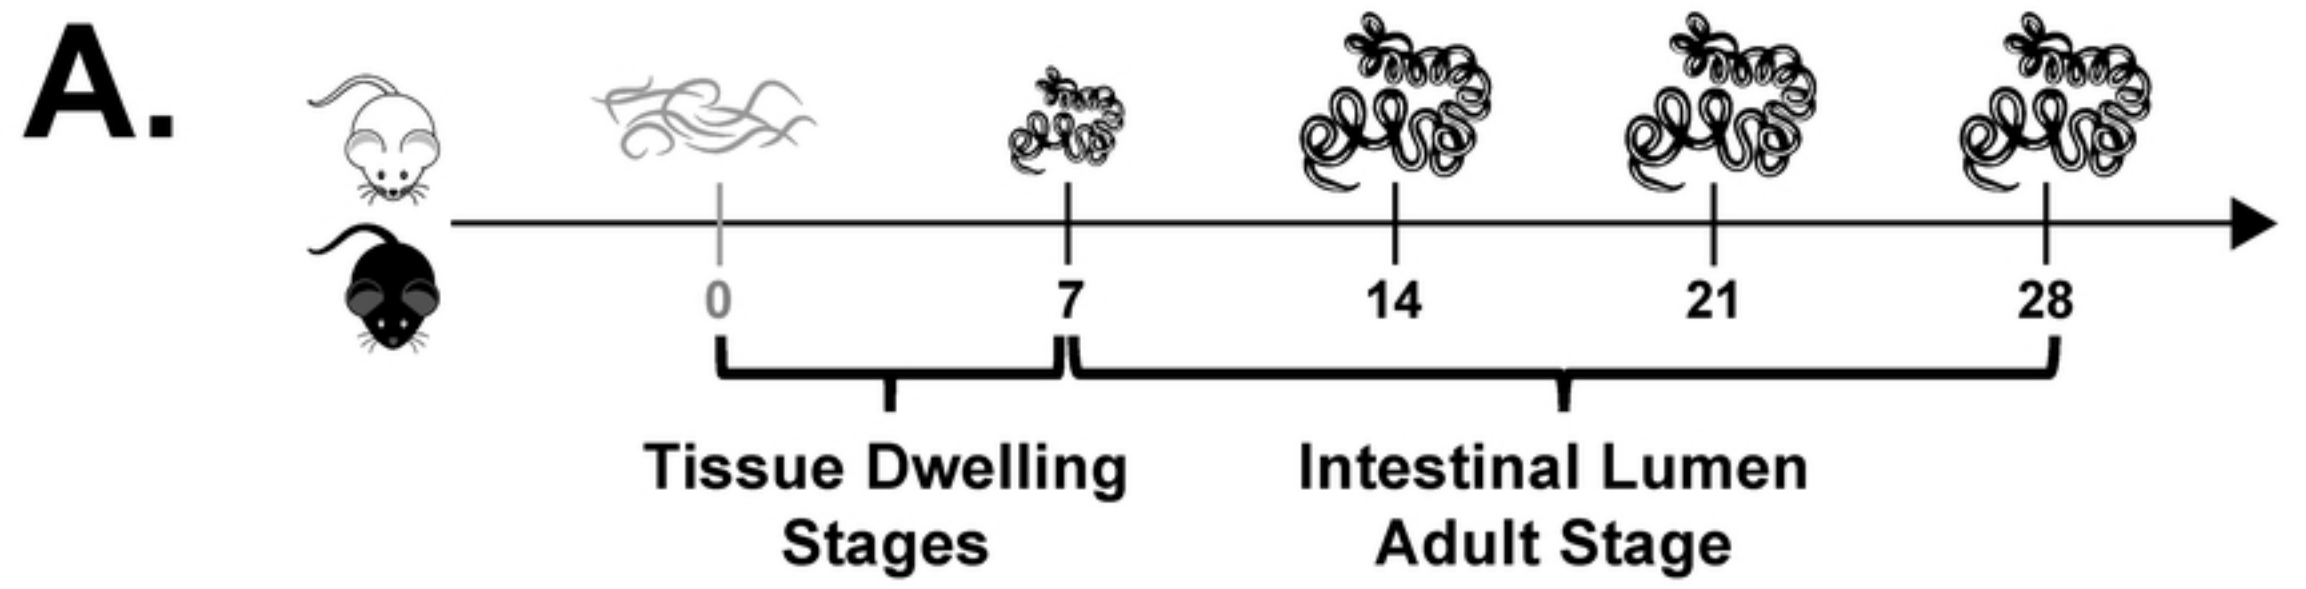 A.
0 7 14 21 28
Tissue Dwelling Stages
Intestinal Lumen Adult Stage